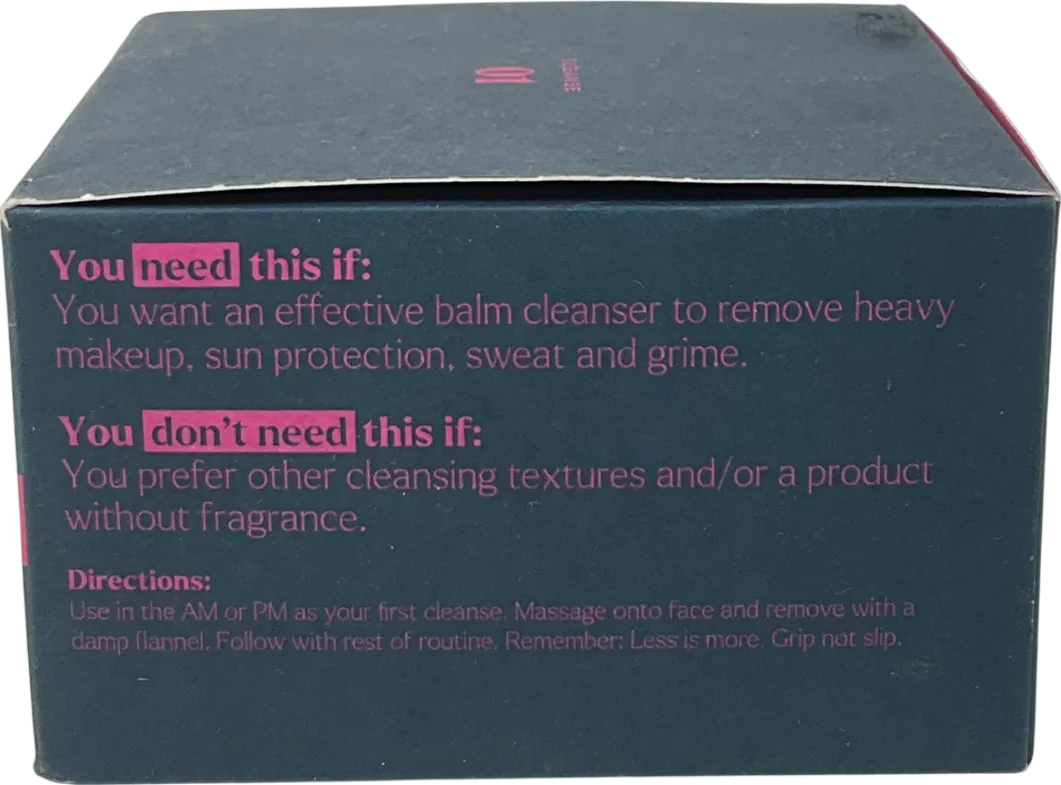 01
CLEANSE
You need this if:
You want an effective balm cleanser to remove heavy
makeup, sun protection, sweat and grime.
You don't need this if:
You prefer other cleansing textures and/or a product
without fragrance.
Directions:
Use in the AM or PM as your first cleanse. Massage onto face and remove with a
damp flannel. Follow with rest of routine. Remember: Less is more. Grip not slip.